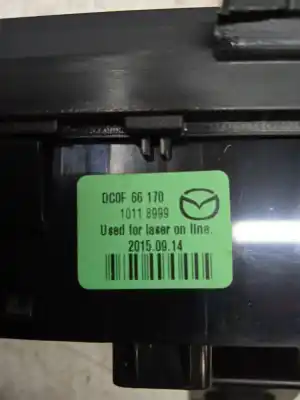 DC0F 66 170
1011 8999
Used for laser on line.
2015.09.14